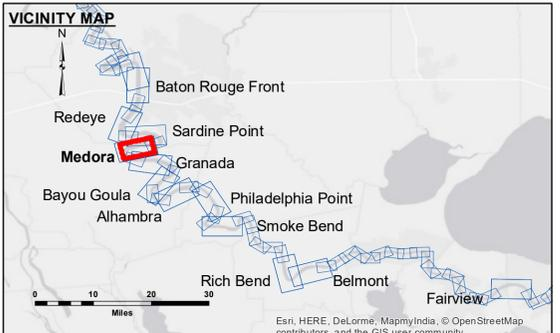 VICINITY MAP
N
Baton Rouge Front
Redeye
Sardine Point
Medora
Granada
Bayou Goula
Philadelphia Point
Alhambra
Smoke Bend
Rich Bend
Belmont
Fairview
0 10 20 30
Miles
Esri, HERE, DeLorme, MapmyIndia, © OpenStreetMap
contributors, and the GIS user community